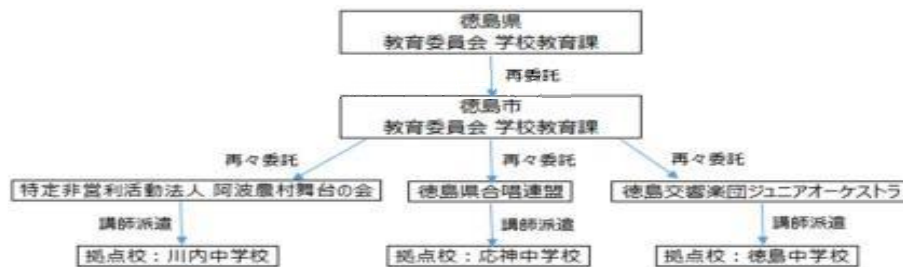 徳島県
教育委員会 学校教育課
再委託
徳島市
教育委員会 学校教育課
再々委託 再々委託 再々委託
特定非営利活動法人 阿波農村舞台の会 徳島県合唱連盟 徳島交響楽団ジュニアオーケストラ
講師派遣 講師派遣 講師派遣
拠点校：川内中学校 拠点校：応神中学校 拠点校：徳島中学校